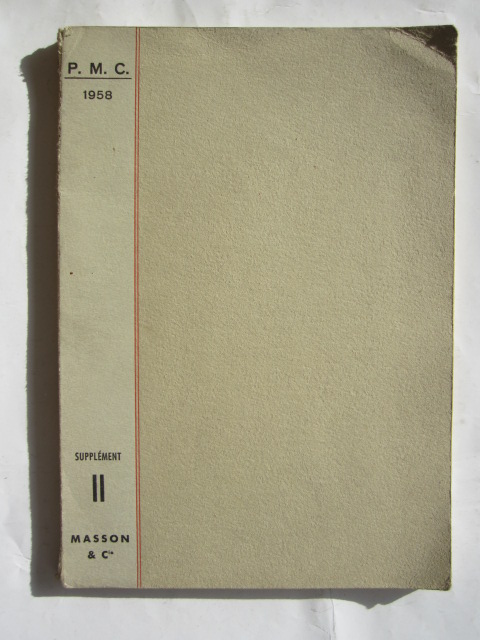 P. M. C.
1958
SUPPLÉMENT
II
MASSON
& Cie